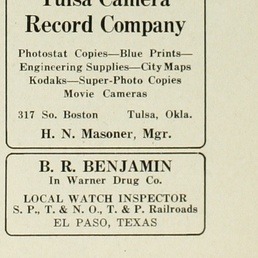 Tulsa Camera
Record Company
Photostat Copies—Blue Prints—
Engineering Supplies—City Maps
Kodaks—Super-Photo Copies
Movie Cameras
317 So. Boston Tulsa, Okla.
H. N. Masoner, Mgr.
B. R. BENJAMIN
In Warner Drug Co.
LOCAL WATCH INSPECTOR
S. P., T. & N. O., T. & P. Railroads
EL PASO, TEXAS